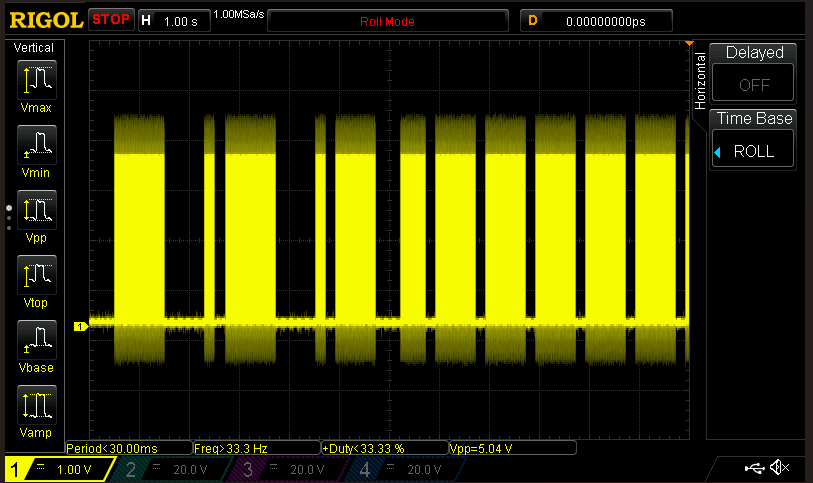 RIGOL STOP H 1.00 s 1.00MSa/s Roll Mode D 0.00000000ps
Vertical
Vmax
Vmin
Vpp
Vtop
Vbase
Vamp
Horizontal
Delayed
OFF
Time Base
ROLL
1
Period<30.00ms Freq>33.3 Hz +Duty<33.33 % Vpp=5.04 V
1 1.00 V 2 20.0 V 3 20.0 V 4 20.0 V